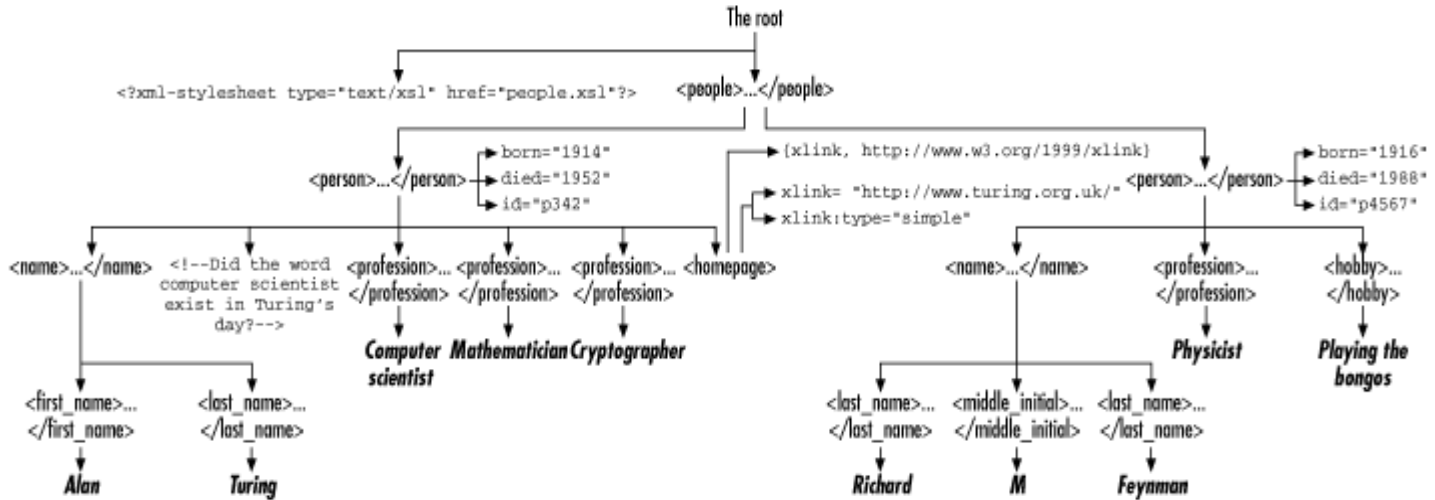 The root
<?xml-stylesheet type="text/xsl" href="people.xsl"?>
<people>...</people>
<person>...</person>
born="1914"
died="1952"
id="p342"
{xlink, http://www.w3.org/1999/xlink}
xlink= "http://www.turing.org.uk/"
xlink:type="simple"
<person>...</person>
born="1916"
died="1988"
id="p4567"
<name>...</name>
<!--Did the word
computer scientist
exist in Turing's
day?-->
<profession>...
</profession>
<profession>...
</profession>
<profession>...
</profession>
<homepage>
<name>...</name>
<profession>...
</profession>
<hobby>...
</hobby>
Computer
scientist
Mathematician
Cryptographer
Physicist
Playing the
bongos
<first_name>...
</first_name>
<last_name>...
</last_name>
<last_name>...
</last_name>
<middle_initial>...
</middle_initial>
<last_name>...
</last_name>
Alan
Turing
Richard
M
Feynman